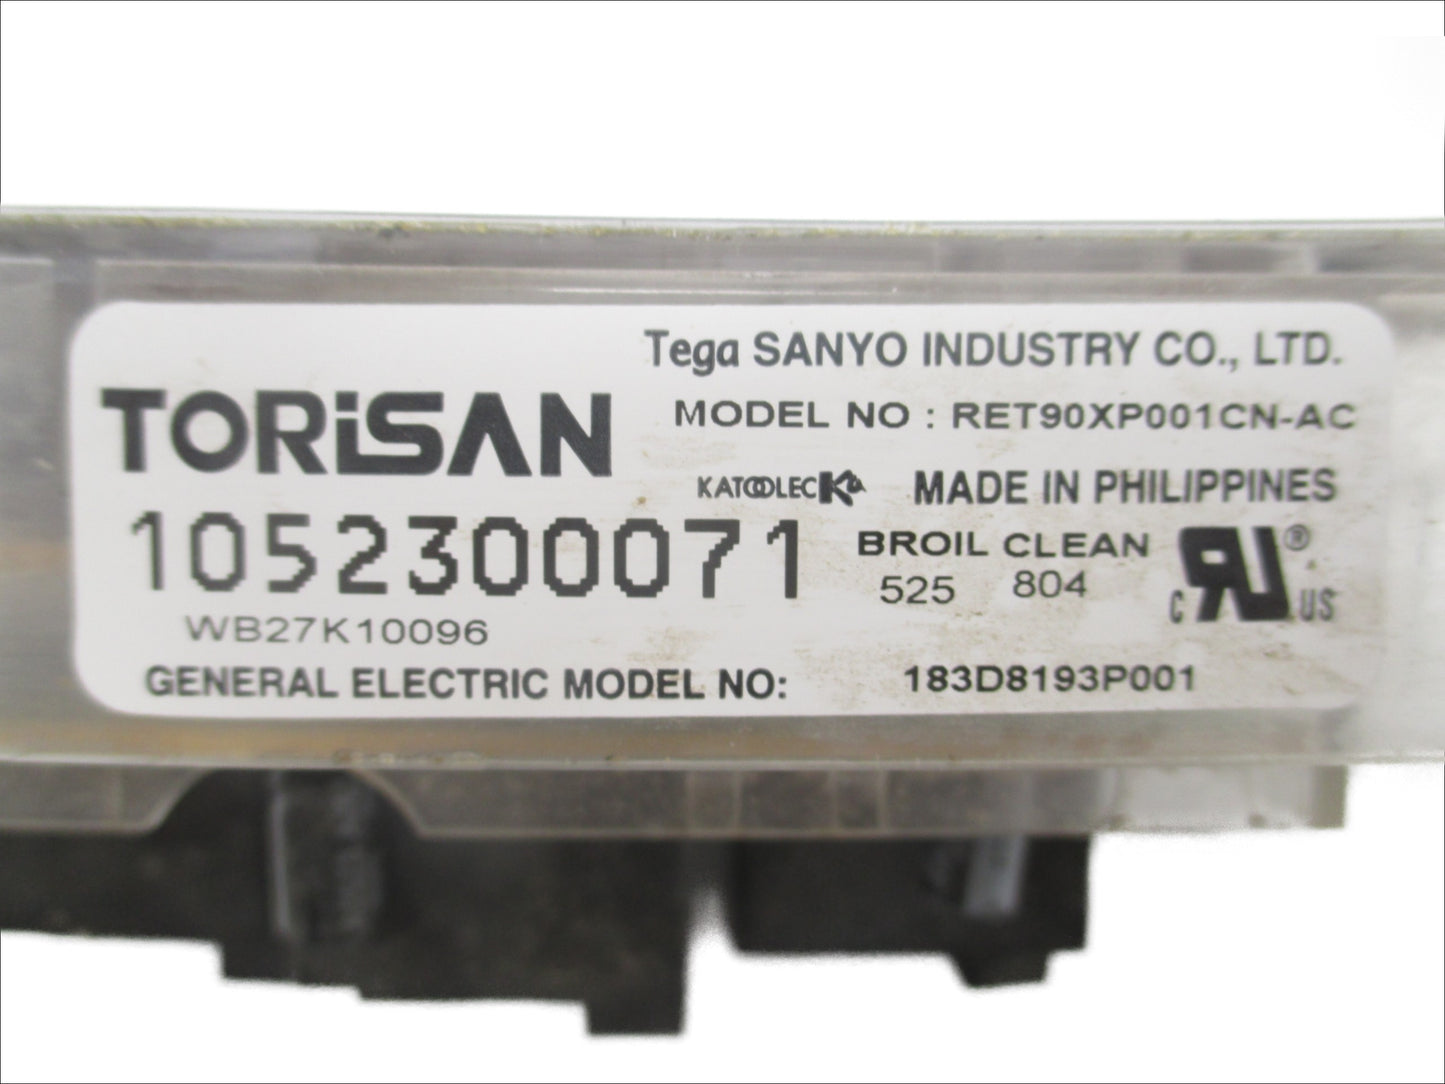 Tega SANYO INDUSTRY CO., LTD.
TORiSAN
MODEL NO : RET90XP001CN-AC
KATOOLEC
MADE IN PHILIPPINES
1052300071
BROIL CLEAN
525 804
WB27K10096
C US ®
GENERAL ELECTRIC MODEL NO: 183D8193P001